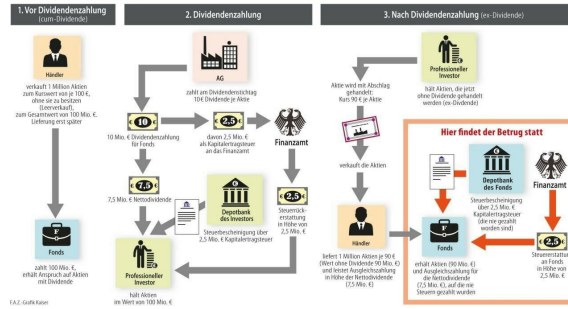 1. Vor Dividendenzahlung
(cum-Dividende)
Händler
verkauft 1 Million Aktien
zum Kurswert von je 100 €,
ohne sie zu besitzen
(Leerverkauf),
zum Gesamtwert von 100 Mio. €.
Lieferung erst später
F
Fonds
zahlt 100 Mio. €,
erhält Anspruch auf Aktien
mit Dividende
F.A.Z.-Grafik Kaiser
2. Dividendenzahlung
AG
zahlt am Dividendenstichtag
10 € Dividende je Aktie
€ 10 €
10 Mio. € Dividendenzahlung
für Fonds
€ 2,5 €
davon 2,5 Mio. €
als Kapitalertragsteuer
an das Finanzamt
Finanzamt
€ 7,5 €
7,5 Mio. € Nettodividende
€
Depotbank
des Investors
Steuerbescheinigung über
2,5 Mio. € Kapitalertragsteuer
€ 2,5 €
Steuerrück-
erstattung in
Höhe von
2,5 Mio. €
Professioneller
Investor
hält Aktien
im Wert von 100 Mio. €
3. Nach Dividendenzahlung (ex-Dividende)
Professioneller
Investor
hält Aktien, die jetzt
ohne Dividende gehandelt
werden (ex-Dividende)
Aktie wird mit Abschlag
gehandelt:
Kurs 90 € je Aktie
verkauft die Aktien
Händler
liefert 1 Million Aktien je 90 €
(Wert ohne Dividende 90 Mio. €)
und leistet Ausgleichszahlung
in Höhe der Nettodividende
(7,5 Mio. €)
Hier findet der Betrug statt
€
Depotbank
des Fonds
Steuerbescheinigung
über 2,5 Mio. €
Kapitalertragsteuer
(die nie gezahlt
worden sind)
Finanzamt
F
Fonds
erhält Aktien (90 Mio. €)
und Ausgleichszahlung für
die Nettodividende
(7,5 Mio. €), auf die nie
Steuern gezahlt wurden
€ 2,5 €
Steuererstattung
an Fonds
in Höhe von
2,5 Mio. €